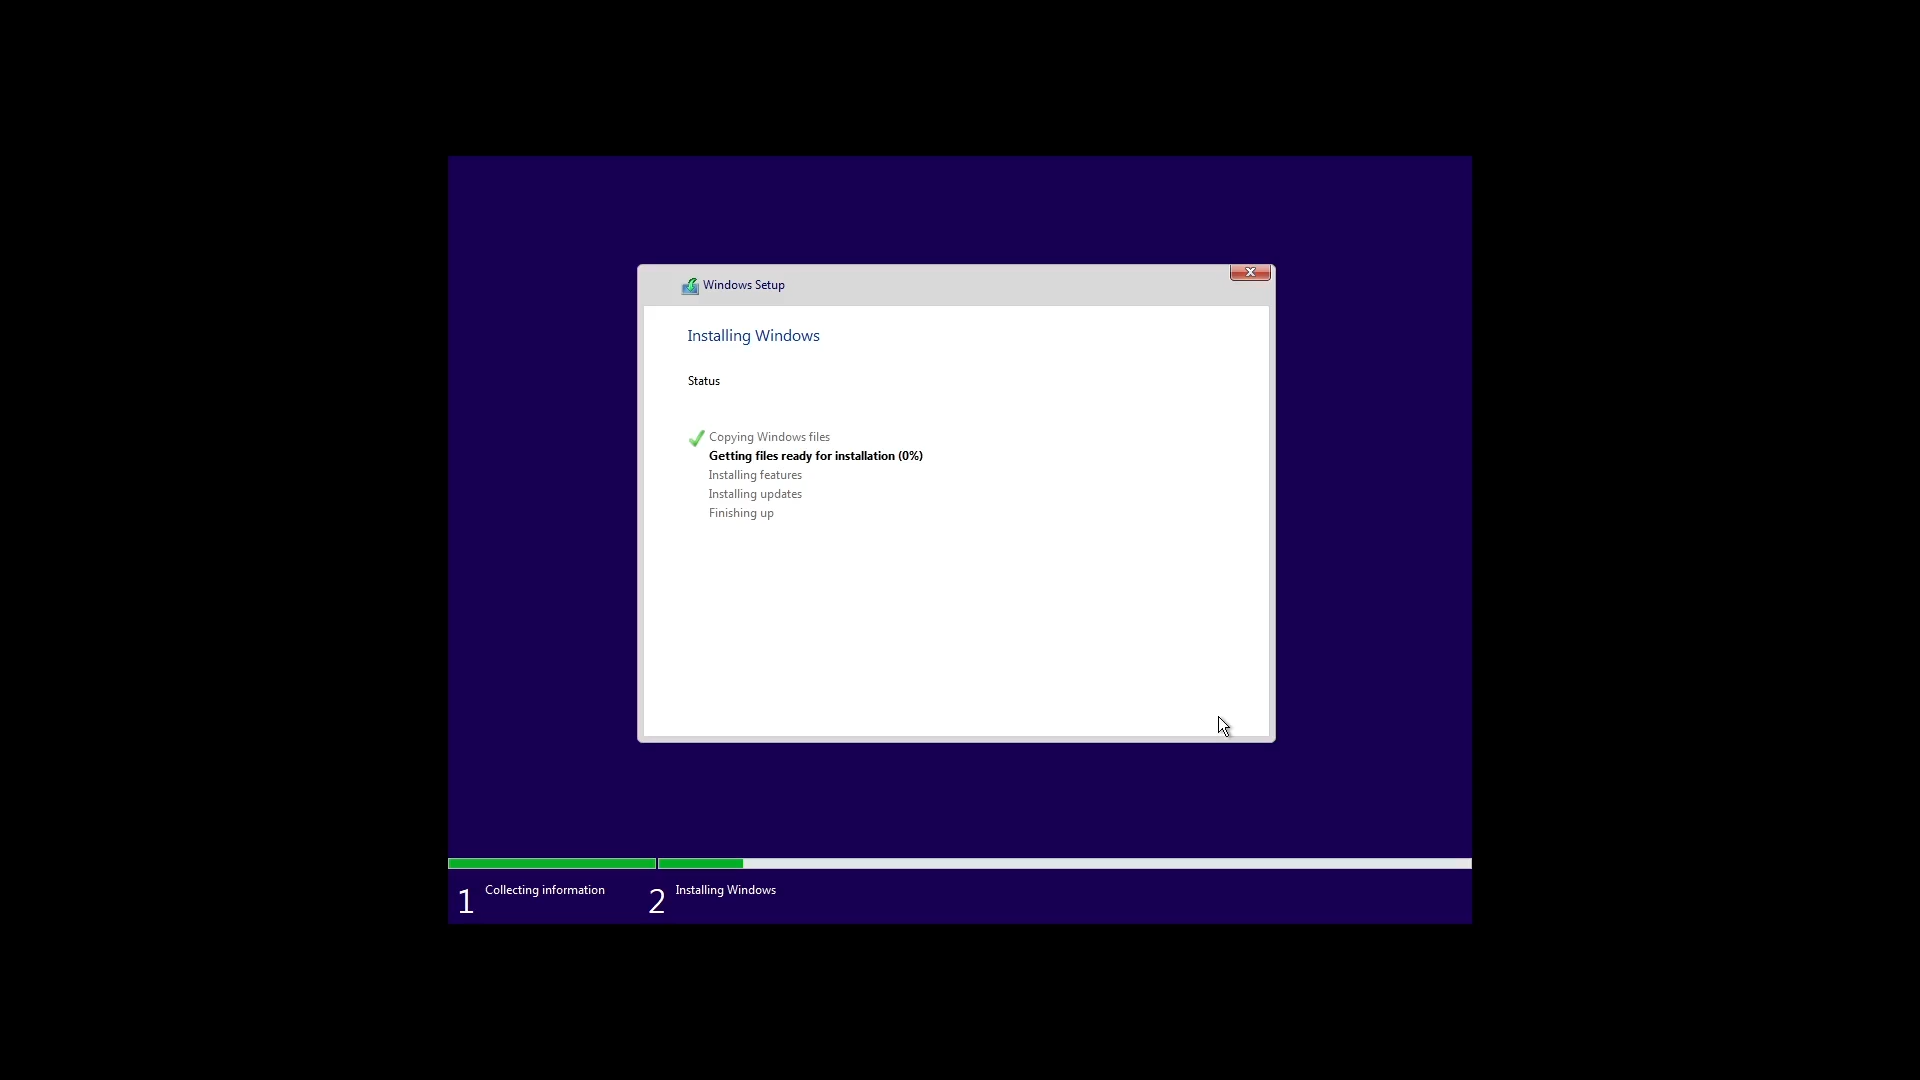 Windows Setup
Installing Windows
Status
Copying Windows files
Getting files ready for installation (0%)
Installing features
Installing updates
Finishing up
1 Collecting information
2 Installing Windows